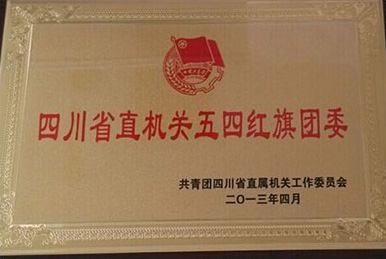 四川省直机关五四红旗团委
共青团四川省直属机关工作委员会
二〇一三年四月